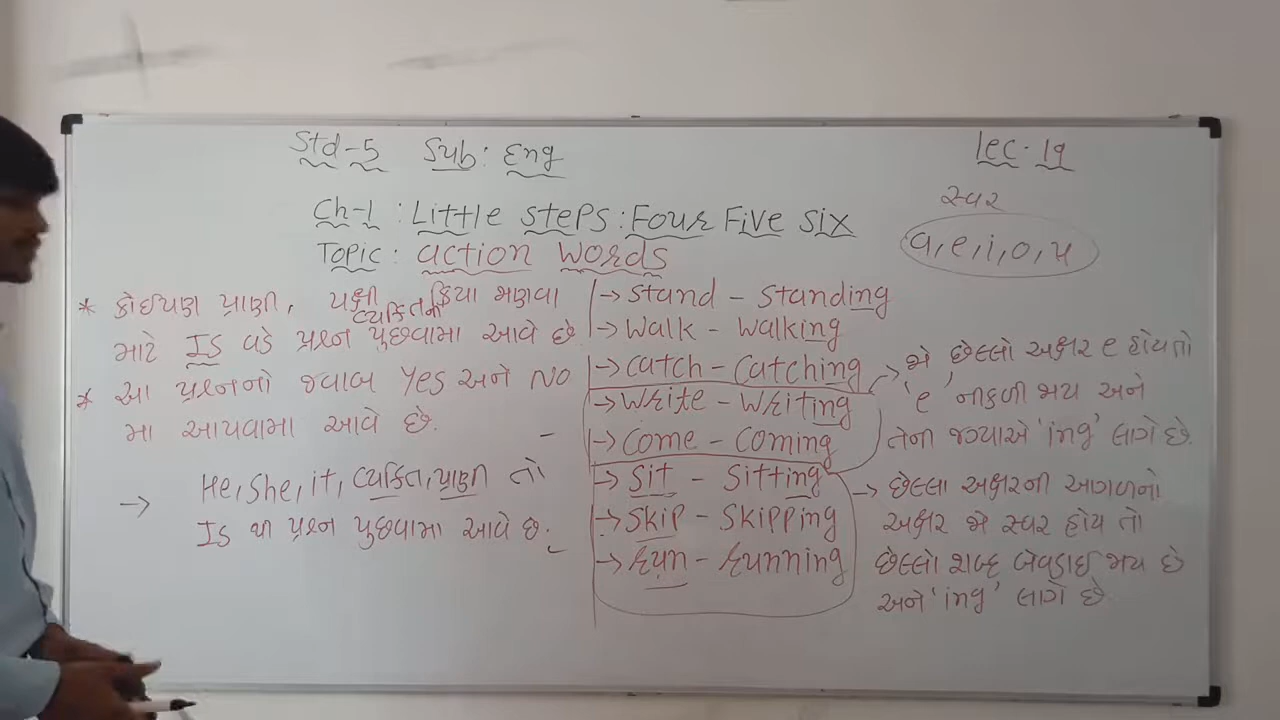 Std-5 Sub: Eng
Lec-19
Ch-1 : Little Steps : Four Five Six
Topic : action words
સ્વર
a, e, i, o, u
* કોઈપણ પ્રાણી, પક્ષી વ્યકિતની ક્રિયા જાણવા
માટે Is વડે પ્રશ્ન પુછવામા આવે છે.
* આ પ્રશ્નનો જવાબ Yes અને No
મા આપવામા આવે છે.
→ He, She, it, વ્યકિત, પ્રાણી તો
Is થી પ્રશ્ન પુછવામા આવે છે.
→ Stand - Standing
→ Walk - Walking
→ Catch - Catching
→ Write - Writing
→ Come - Coming
→ Sit - Sitting
→ Skip - Skipping
→ Run - Running
→ જો છેલ્લો અક્ષર e હોય તો
'e' નીકળી જાય અને
તેની જગ્યાએ 'ing' લાગે છે.
→ છેલ્લા અક્ષરની આગળનો
અક્ષર જો સ્વર હોય તો
છેલ્લો શબ્દ બેવડાઈ જાય છે
અને 'ing' લાગે છે